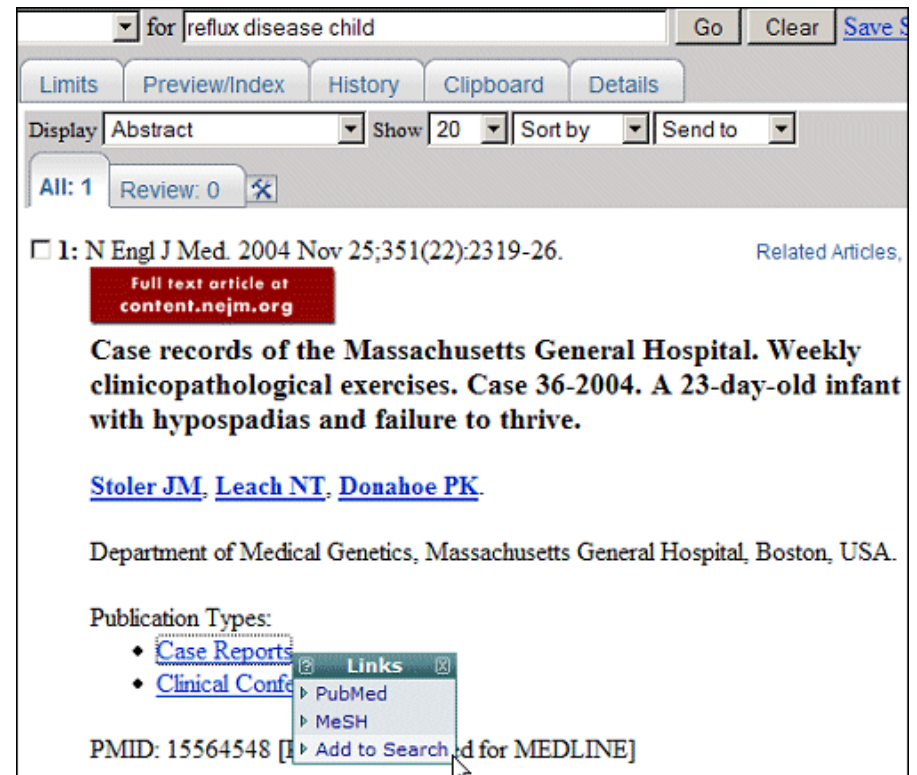 for reflux disease child Go Clear Save S
Limits Preview/Index History Clipboard Details
Display Abstract Show 20 Sort by Send to
All: 1 Review: 0
1: N Engl J Med. 2004 Nov 25;351(22):2319-26. Related Articles,
Full text article at
content.nejm.org
Case records of the Massachusetts General Hospital. Weekly
clinicopathological exercises. Case 36-2004. A 23-day-old infant
with hypospadias and failure to thrive.
Stoler JM, Leach NT, Donahoe PK.
Department of Medical Genetics, Massachusetts General Hospital, Boston, USA.
Publication Types:
• Case Reports
? Links x
• Clinical Confe
PubMed
MeSH
Add to Search
PMID: 15564548 [ d for MEDLINE]